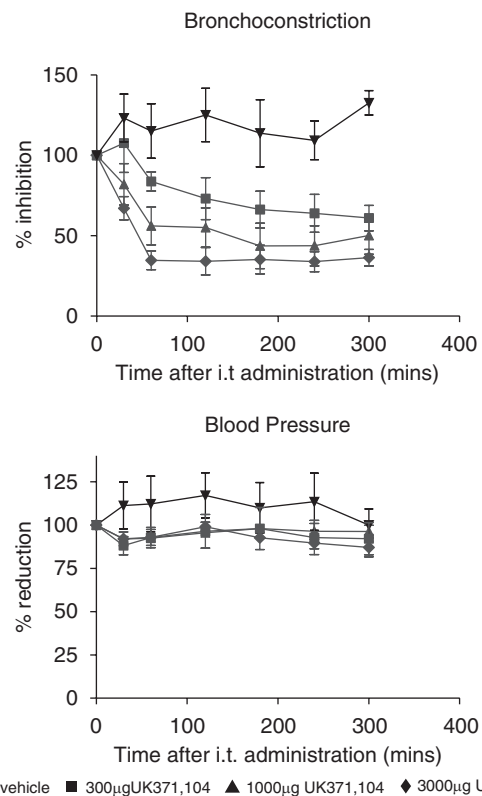 Bronchoconstriction
150
100
50
0
% inhibition
0 100 200 300 400
Time after i.t administration (mins)
Blood Pressure
125
100
75
50
25
0
% reduction
0 100 200 300 400
Time after i.t. administration (mins)
vehicle 300µgUK371,104 1000µg UK371,104 3000µg U